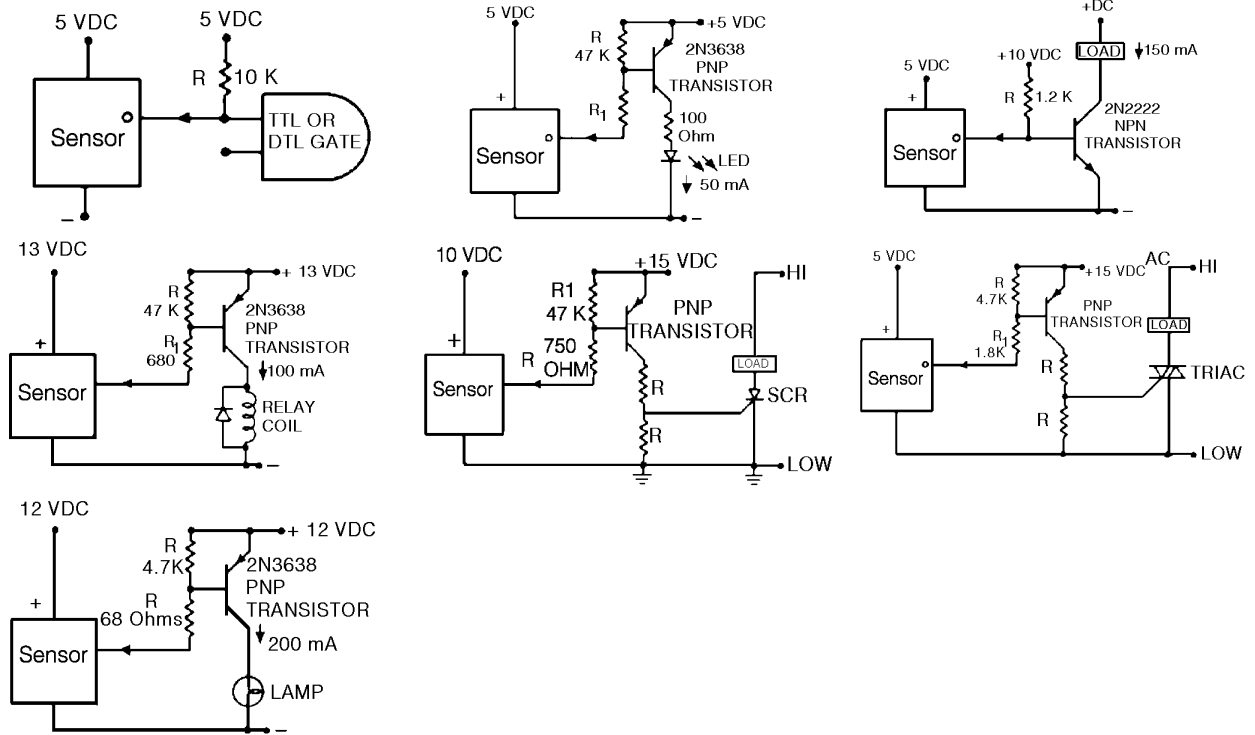 5 VDC
5 VDC
R
10 K
Sensor
TTL OR
DTL GATE
–
5 VDC
+5 VDC
R
47 K
2N3638
PNP
TRANSISTOR
R1
+
100
Ohm
Sensor
LED
50 mA
–
+DC
LOAD
150 mA
+10 VDC
5 VDC
+
R
1.2 K
2N2222
NPN
TRANSISTOR
Sensor
–
13 VDC
+ 13 VDC
R
47 K
2N3638
PNP
TRANSISTOR
R1
680
+
100 mA
Sensor
RELAY
COIL
–
10 VDC
+15 VDC
HI
R1
47 K
PNP
TRANSISTOR
+
R
750
OHM
LOAD
Sensor
R
SCR
R
LOW
5 VDC
+15 VDC
AC
HI
R
4.7K
PNP
TRANSISTOR
LOAD
+
R1
1.8K
Sensor
R
TRIAC
R
LOW
12 VDC
+ 12 VDC
R
4.7K
2N3638
PNP
TRANSISTOR
+
R
68 Ohms
200 mA
Sensor
LAMP
–